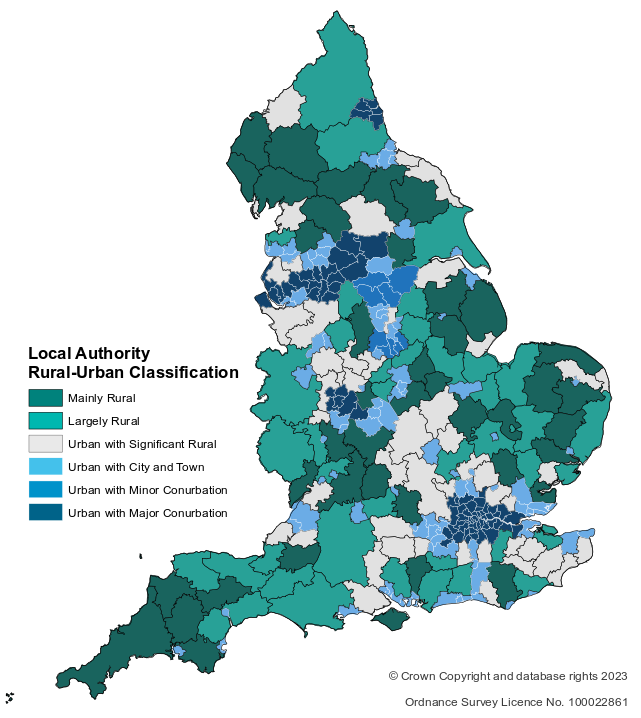 Local Authority
Rural-Urban Classification
Mainly Rural
Largely Rural
Urban with Significant Rural
Urban with City and Town
Urban with Minor Conurbation
Urban with Major Conurbation
© Crown Copyright and database rights 2023
Ordnance Survey Licence No. 100022861